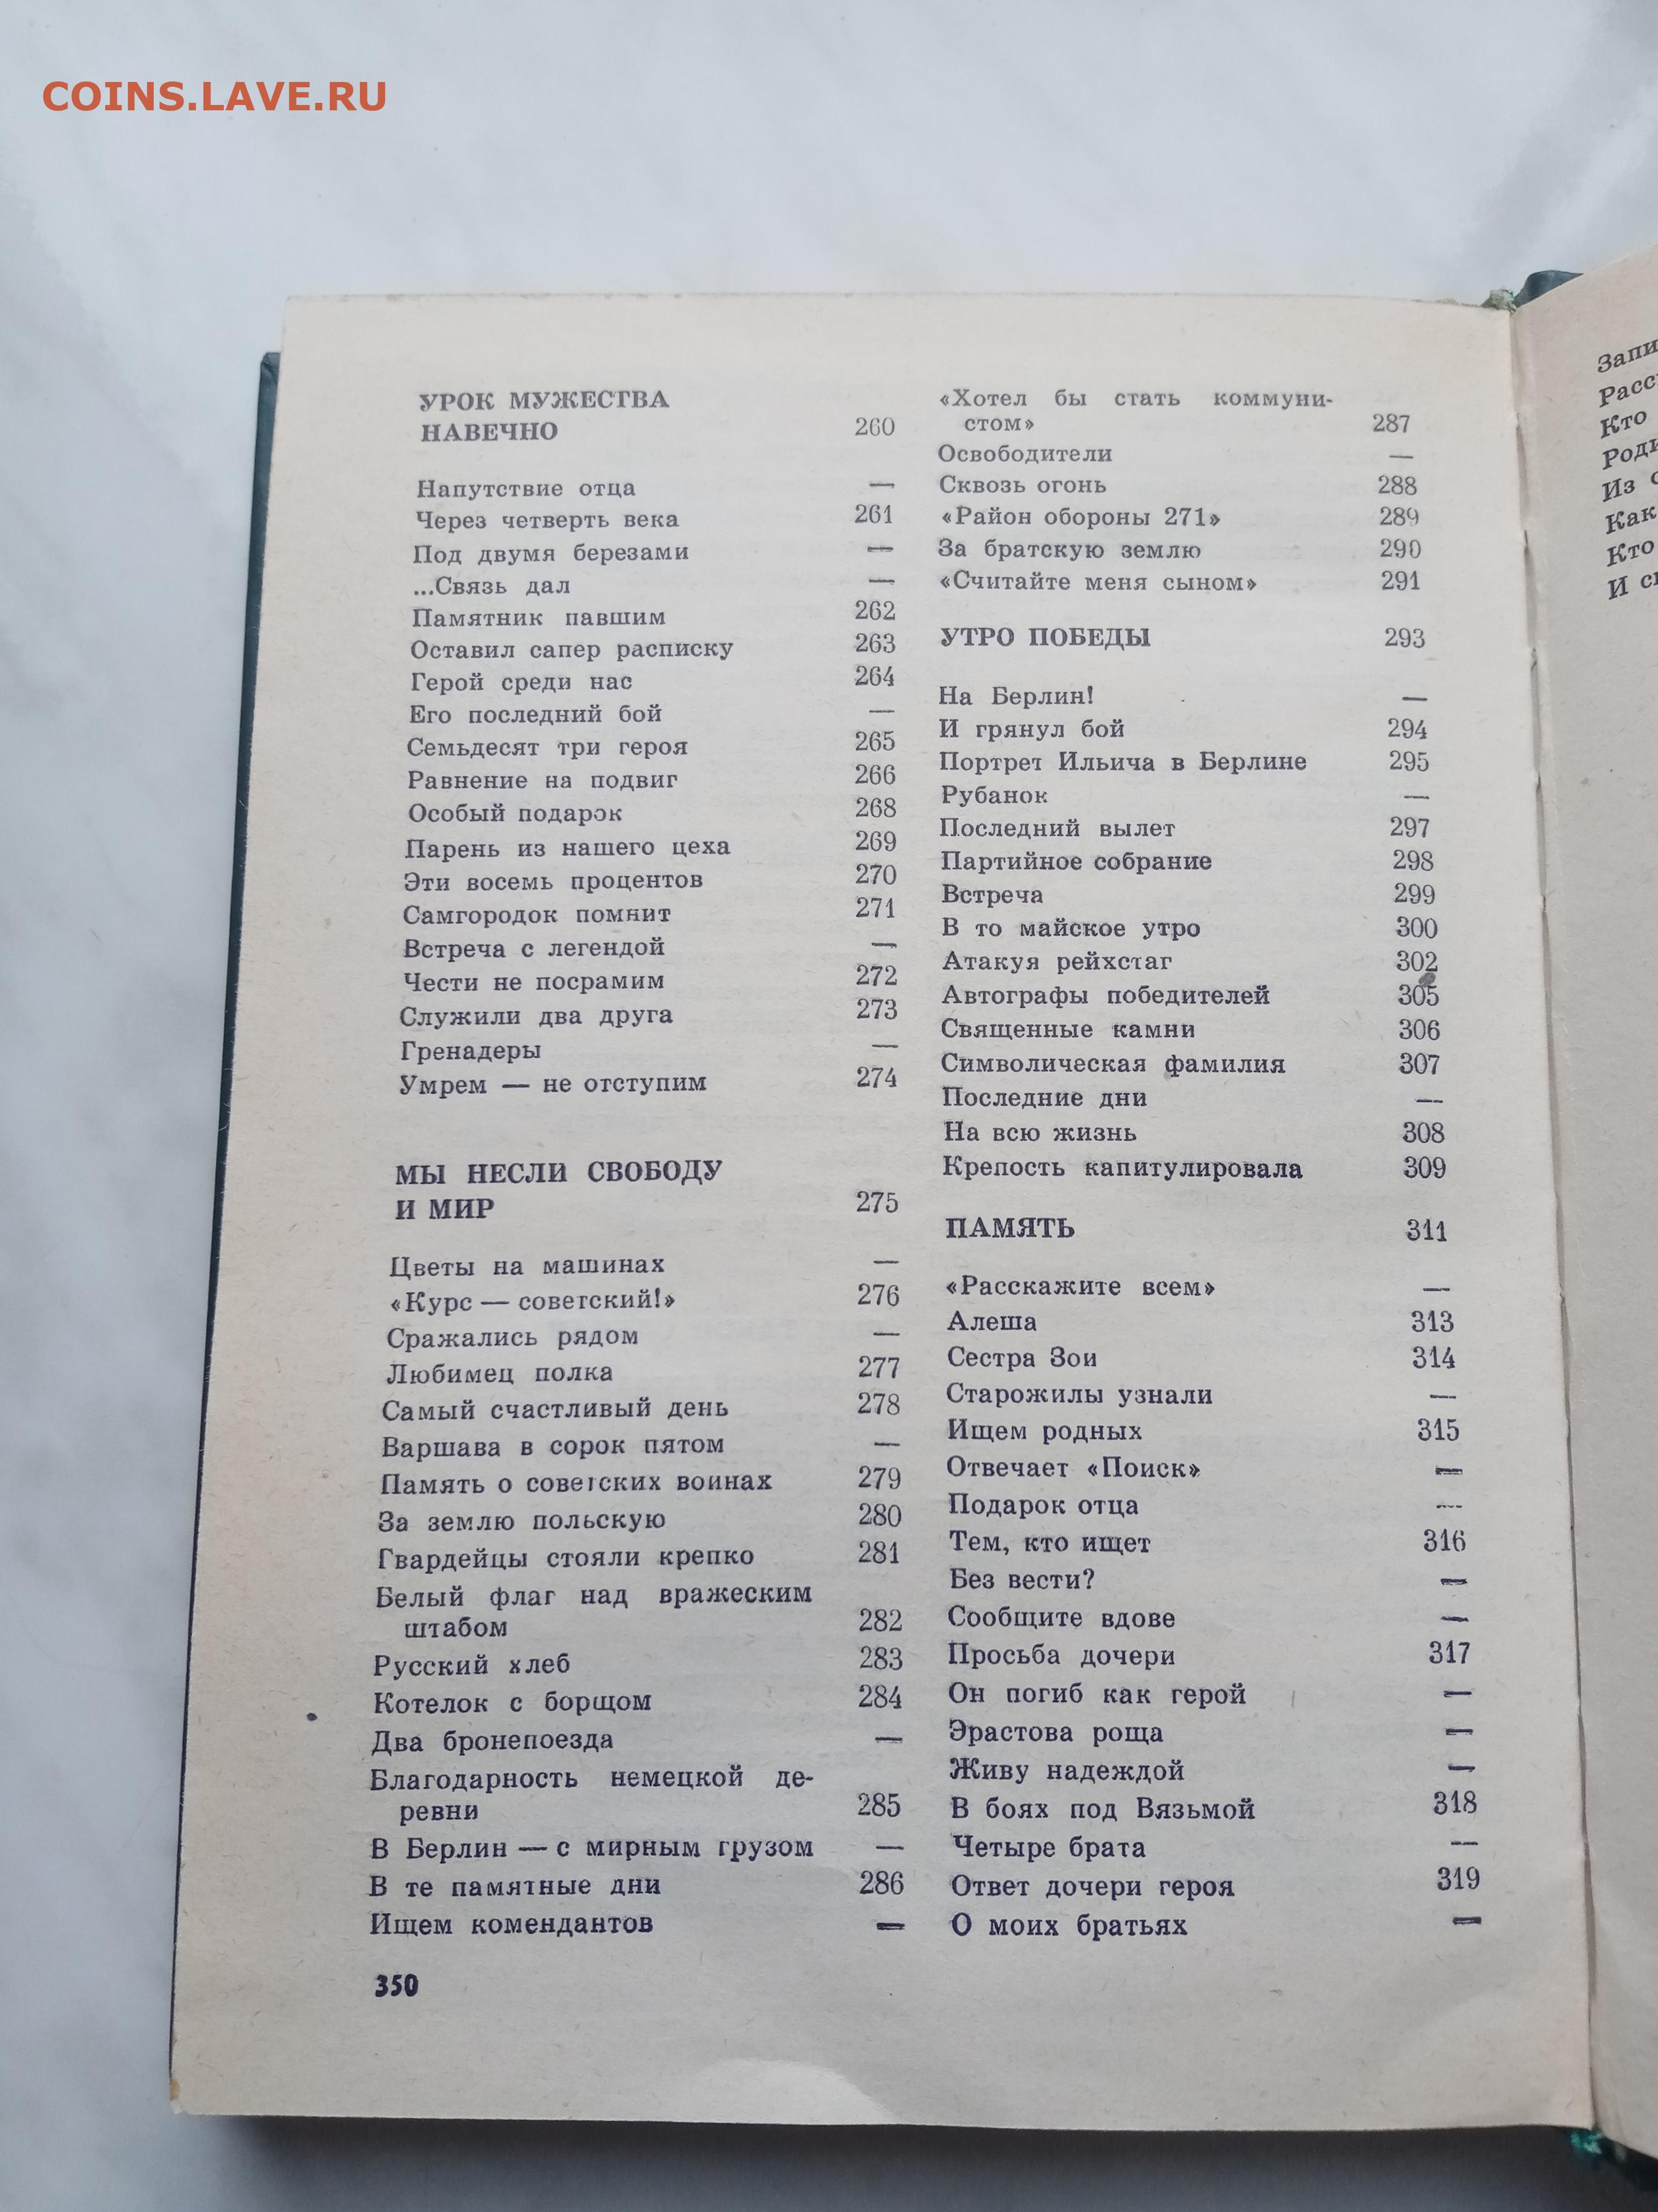 COINS.LAVE.RU
УРОК МУЖЕСТВА
НАВЕЧНО 260
Напутствие отца —
Через четверть века 261
Под двумя березами —
...Связь дал —
Памятник павшим 262
Оставил сапер расписку 263
Герой среди нас 264
Его последний бой —
Семьдесят три героя 265
Равнение на подвиг 266
Особый подарок 268
Парень из нашего цеха 269
Эти восемь процентов 270
Самгородок помнит 271
Встреча с легендой —
Чести не посрамим 272
Служили два друга 273
Гренадеры —
Умрем — не отступим 274
МЫ НЕСЛИ СВОБОДУ
И МИР 275
Цветы на машинах —
«Курс — советский!» 276
Сражались рядом —
Любимец полка 277
Самый счастливый день 278
Варшава в сорок пятом —
Память о советских воинах 279
За землю польскую 280
Гвардейцы стояли крепко 281
Белый флаг над вражеским
штабом 282
Русский хлеб 283
Котелок с борщом 284
Два бронепоезда —
Благодарность немецкой де-
ревни 285
В Берлин — с мирным грузом —
В те памятные дни 286
Ищем комендантов —
350
«Хотел бы стать коммуни-
стом» 287
Освободители —
Сквозь огонь 288
«Район обороны 271» 289
За братскую землю 290
«Считайте меня сыном» 291
УТРО ПОБЕДЫ 293
На Берлин! —
И грянул бой 294
Портрет Ильича в Берлине 295
Рубанок —
Последний вылет 297
Партийное собрание 298
Встреча 299
В то майское утро 300
Атакуя рейхстаг 302
Автографы победителей 305
Священные камни 306
Символическая фамилия 307
Последние дни —
На всю жизнь 308
Крепость капитулировала 309
ПАМЯТЬ 311
«Расскажите всем» —
Алеша 313
Сестра Зои 314
Старожилы узнали —
Ищем родных 315
Отвечает «Поиск» —
Подарок отца —
Тем, кто ищет 316
Без вести? —
Сообщите вдове —
Просьба дочери 317
Он погиб как герой —
Эрастова роща —
Живу надеждой —
В боях под Вязьмой 318
Четыре брата —
Ответ дочери героя 319
О моих братьях —
Кто
Из
Как
Кто
И